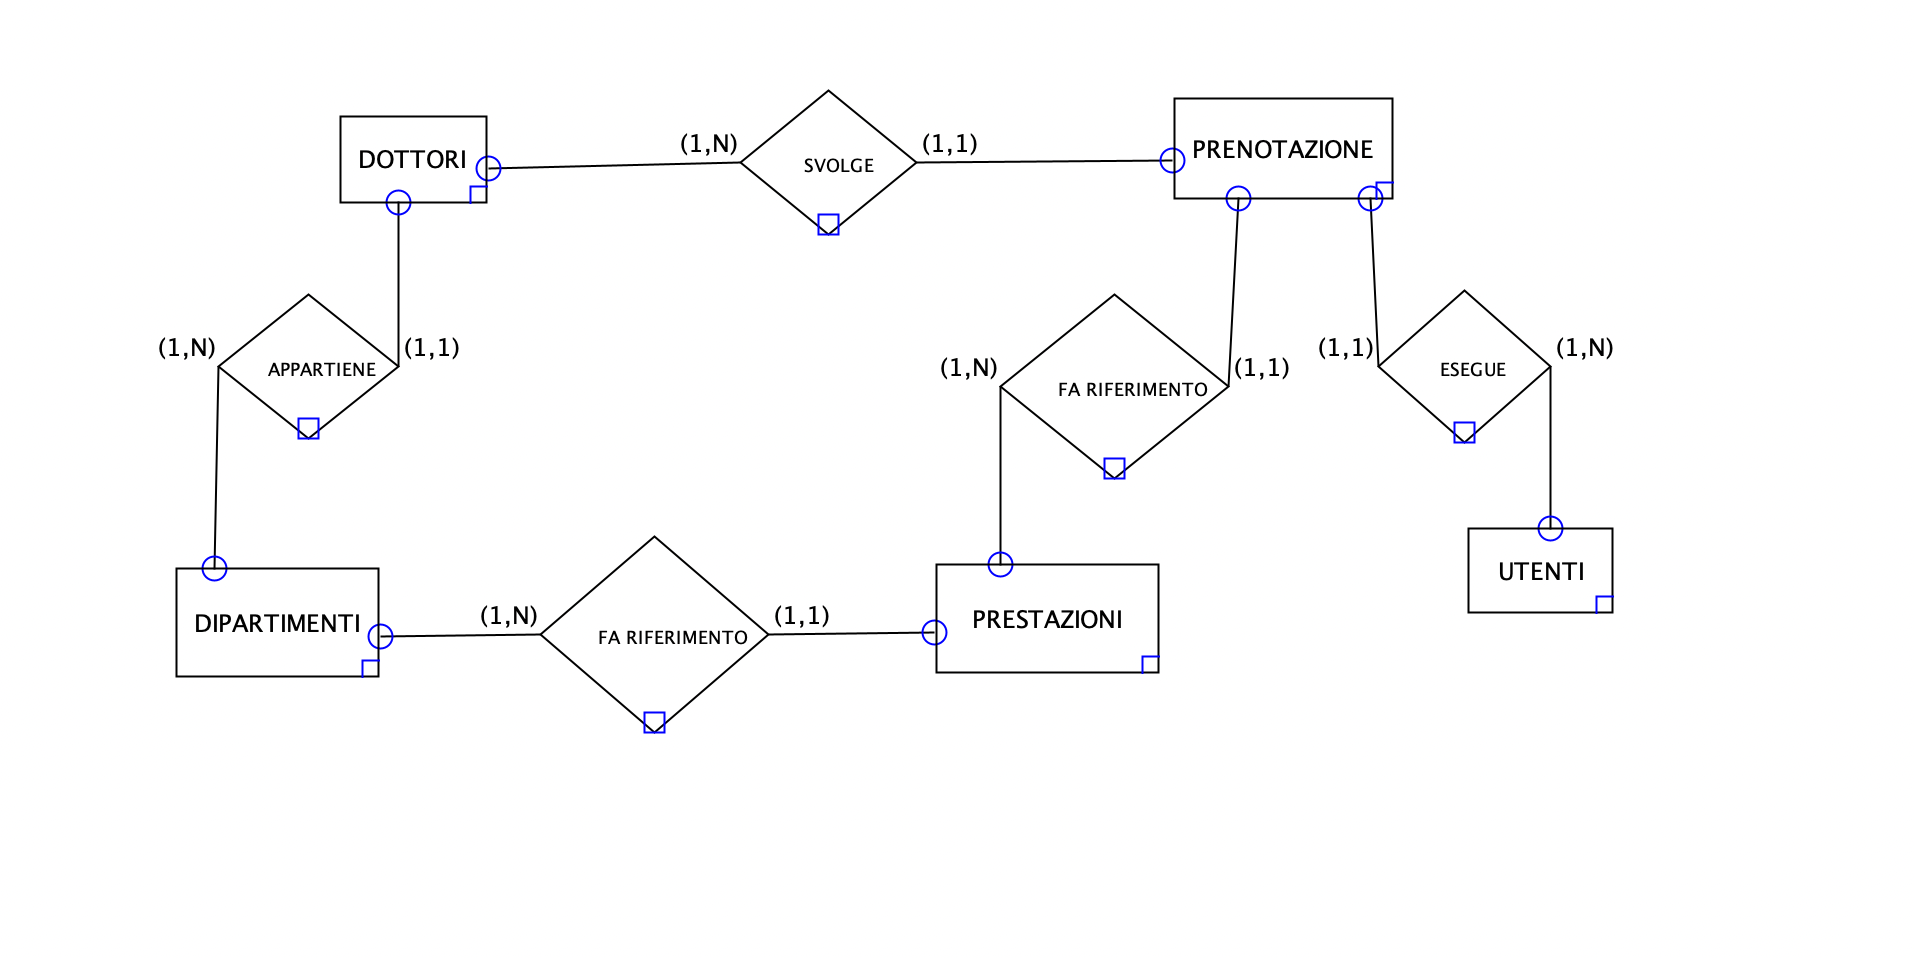 DOTTORI
(1,N)
SVOLGE
(1,1)
PRENOTAZIONE
(1,N)
APPARTIENE
(1,1)
(1,N)
FA RIFERIMENTO
(1,1)
(1,1)
ESEGUE
(1,N)
DIPARTIMENTI
(1,N)
FA RIFERIMENTO
(1,1)
PRESTAZIONI
UTENTI